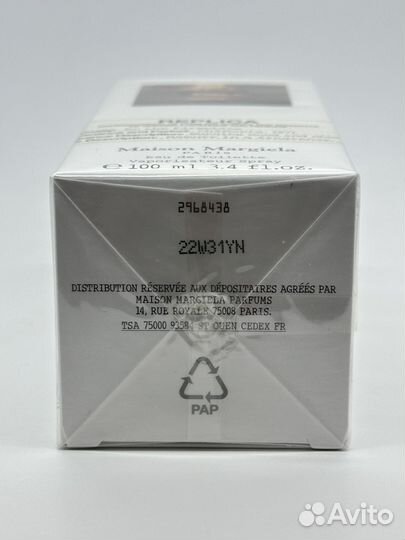 REPLICA
Maison Margiela
PARIS
eau de toilette
vaporisateur spray
℮ 100 ml 3.4 fl.oz.
2968438
22W31YN
DISTRIBUTION RÉSERVÉE AUX DÉPOSITAIRES AGRÉÉS PAR
MAISON MARGIELA PARFUMS
14, RUE ROYALE 75008 PARIS.
TSA 75000 93584 ST OUEN CEDEX FR
PAP
Avito